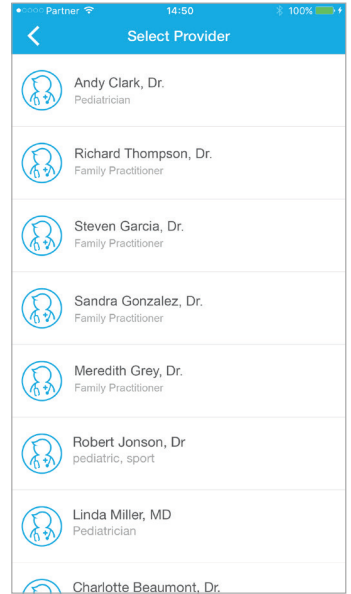 Partner 14:50 100%
Select Provider
Andy Clark, Dr.
Pediatrician
Richard Thompson, Dr.
Family Practitioner
Steven Garcia, Dr.
Family Practitioner
Sandra Gonzalez, Dr.
Family Practitioner
Meredith Grey, Dr.
Family Practitioner
Robert Jonson, Dr
pediatric, sport
Linda Miller, MD
Pediatrician
Charlotte Beaumont, Dr.